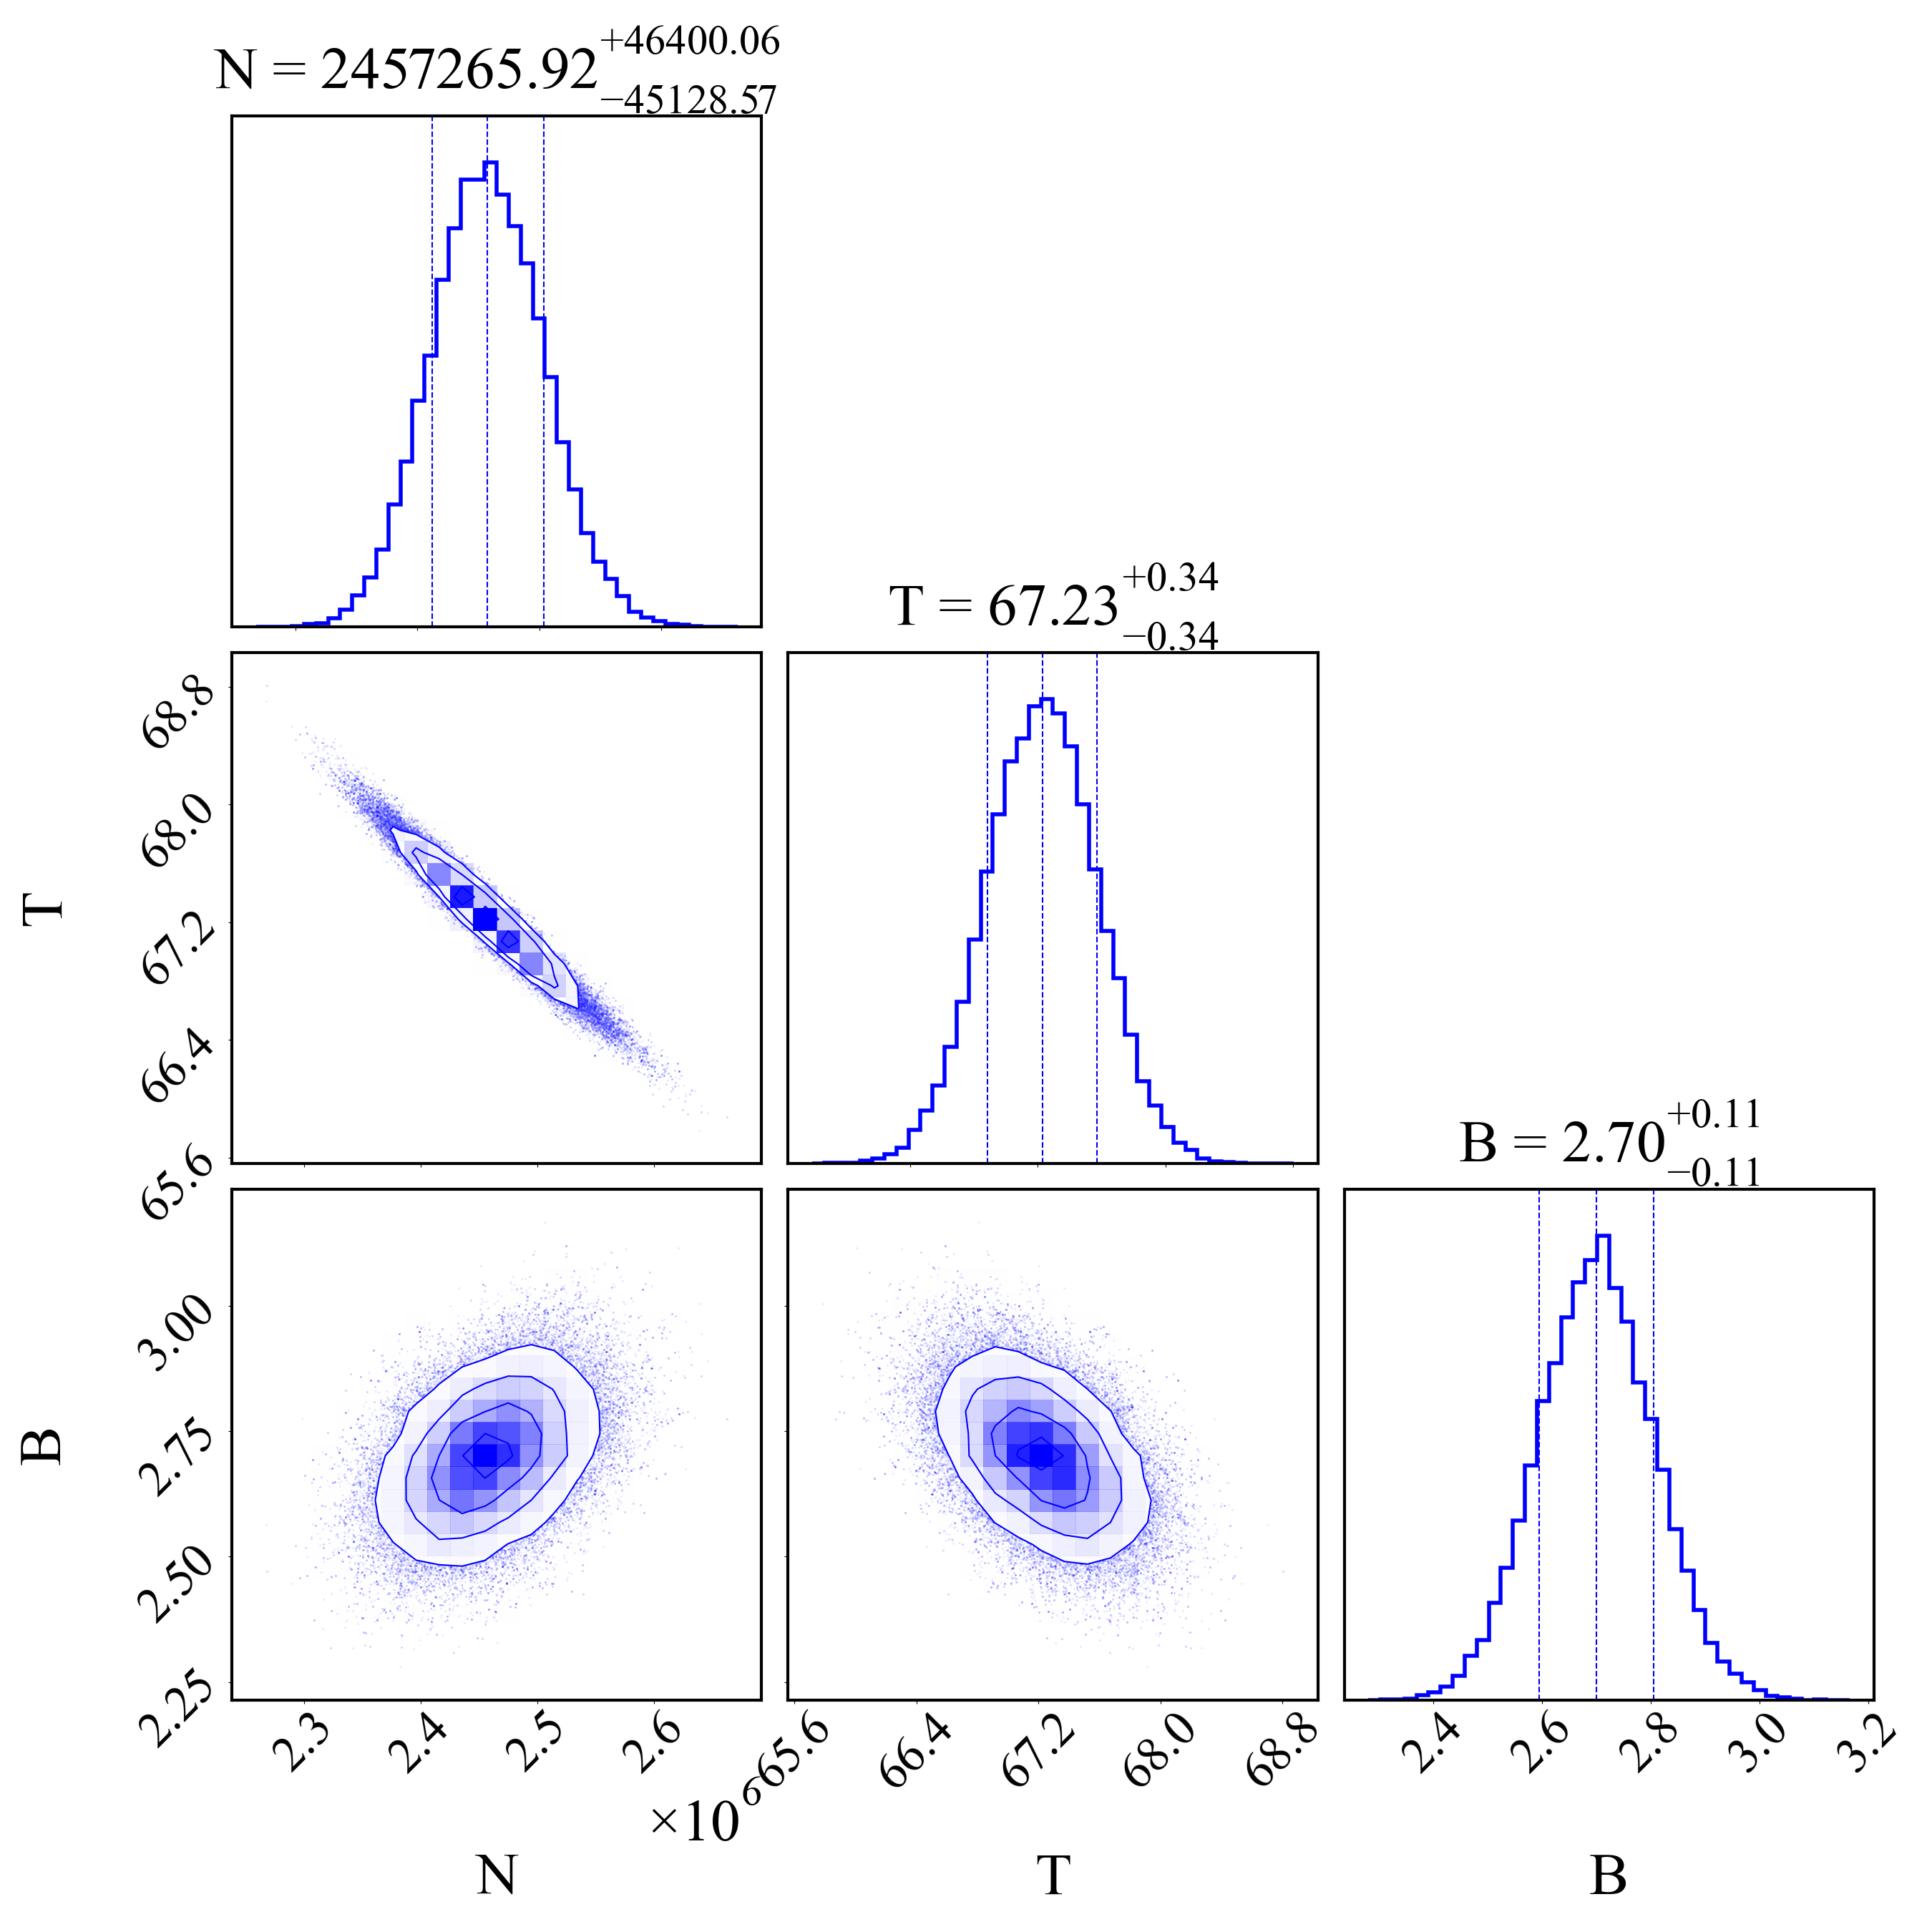 N = 2457265.92 +46400.06 −45128.57
T = 67.23 +0.34 −0.34
68.8
68.0
67.2
66.4
65.6
T
B = 2.70 +0.11 −0.11
3.00
2.75
2.50
2.25
B
2.3 2.4 2.5 2.6 65.6 66.4 67.2 68.0 68.8 2.4 2.6 2.8 3.0 3.2
×10⁶
N T B